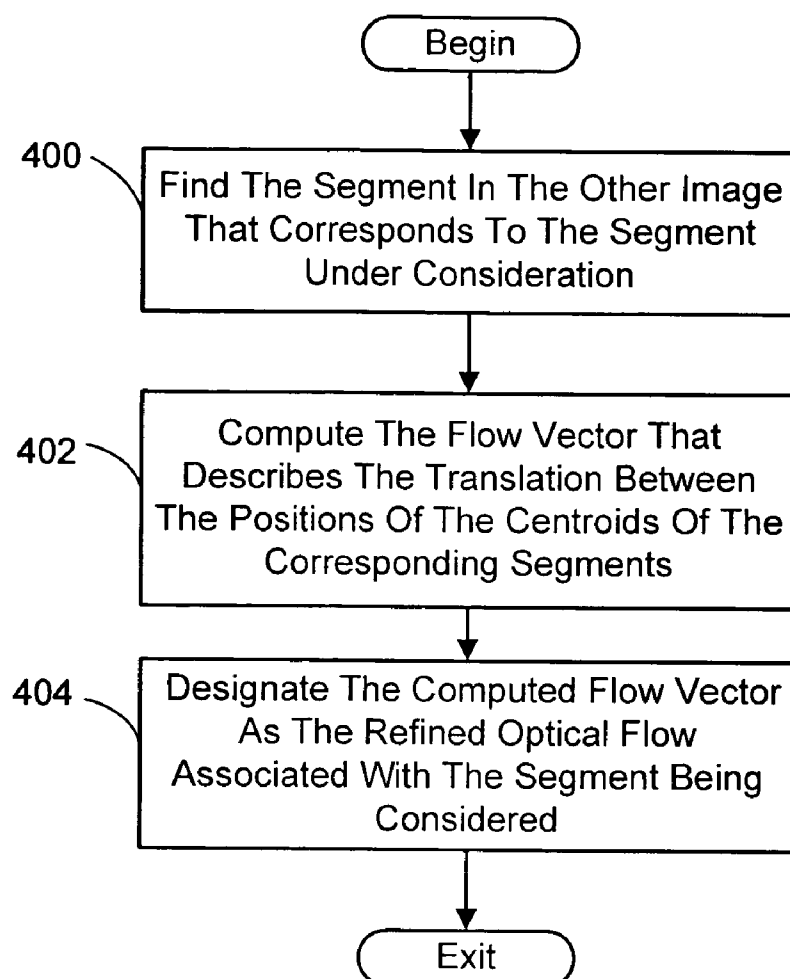 Begin
400
Find The Segment In The Other Image
That Corresponds To The Segment
Under Consideration
402
Compute The Flow Vector That
Describes The Translation Between
The Positions Of The Centroids Of The
Corresponding Segments
404
Designate The Computed Flow Vector
As The Refined Optical Flow
Associated With The Segment Being
Considered
Exit